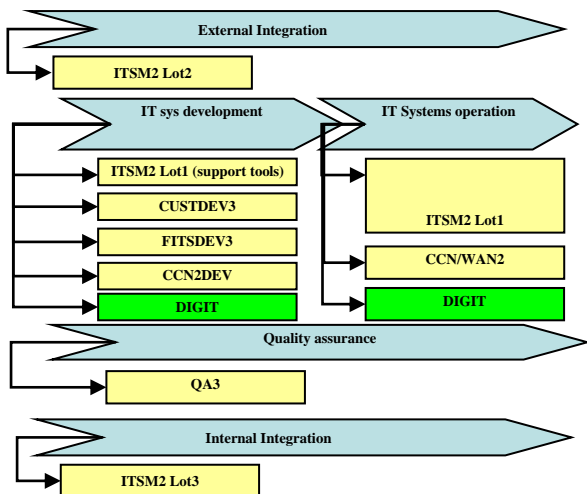 External Integration
ITSM2 Lot2
IT sys development
IT Systems operation
ITSM2 Lot1 (support tools)
CUSTDEV3
FITSDEV3
CCN2DEV
DIGIT
ITSM2 Lot1
CCN/WAN2
DIGIT
Quality assurance
QA3
Internal Integration
ITSM2 Lot3